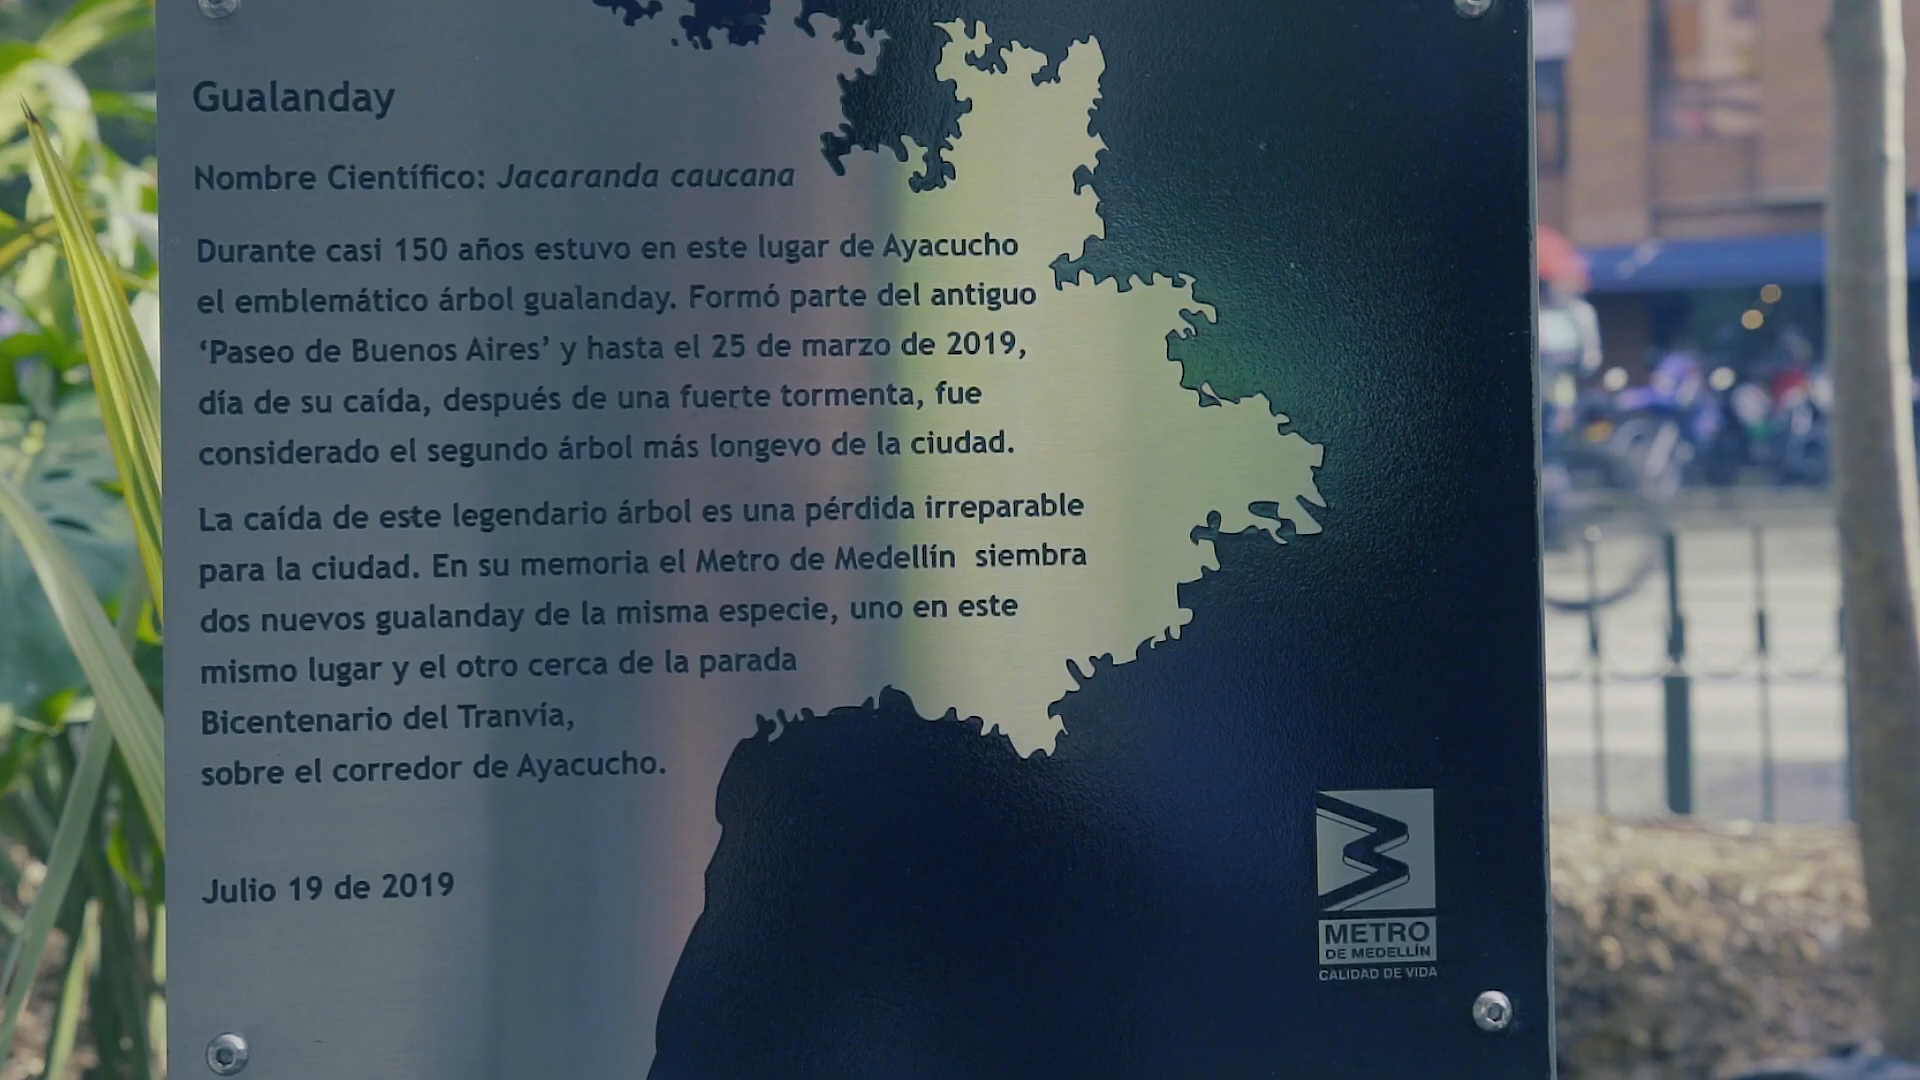 Gualanday
Nombre Científico: Jacaranda caucana
Durante casi 150 años estuvo en este lugar de Ayacucho
el emblemático árbol gualanday. Formó parte del antiguo
‘Paseo de Buenos Aires’ y hasta el 25 de marzo de 2019,
día de su caída, después de una fuerte tormenta, fue
considerado el segundo árbol más longevo de la ciudad.
La caída de este legendario árbol es una pérdida irreparable
para la ciudad. En su memoria el Metro de Medellín siembra
dos nuevos gualanday de la misma especie, uno en este
mismo lugar y el otro cerca de la parada
Bicentenario del Tranvía,
sobre el corredor de Ayacucho.
Julio 19 de 2019
METRO
DE MEDELLÍN
CALIDAD DE VIDA